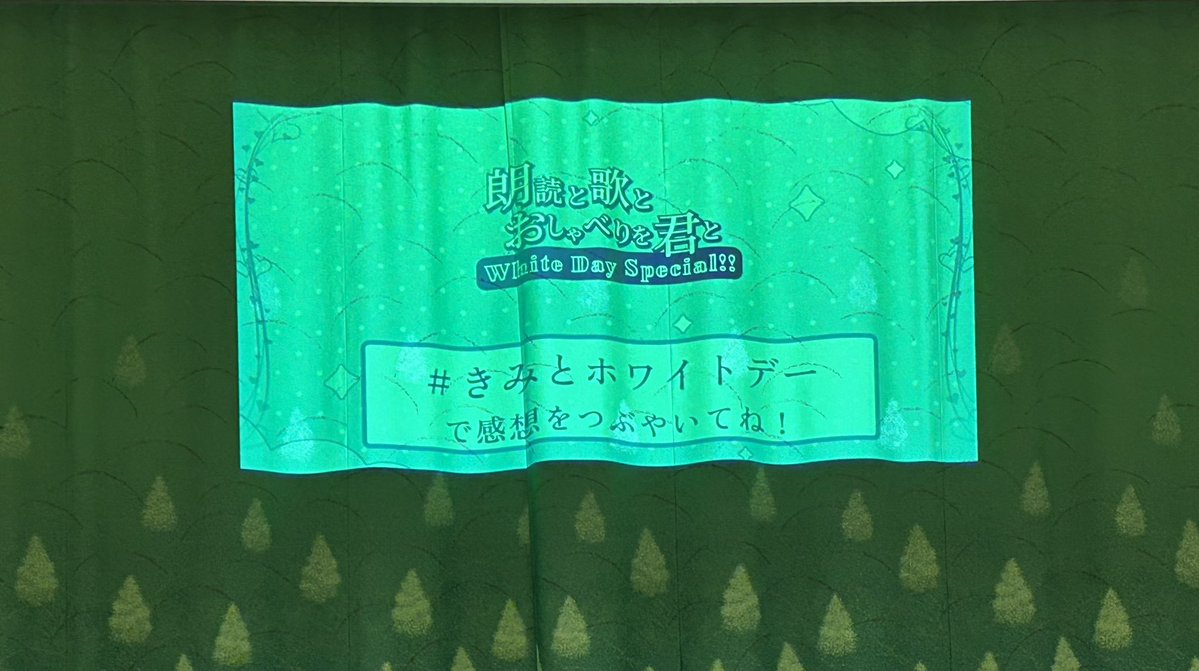 朗読と歌と
おしゃべりを君と
White Day Special!!
#きみとホワイトデー
で感想をつぶやいてね!